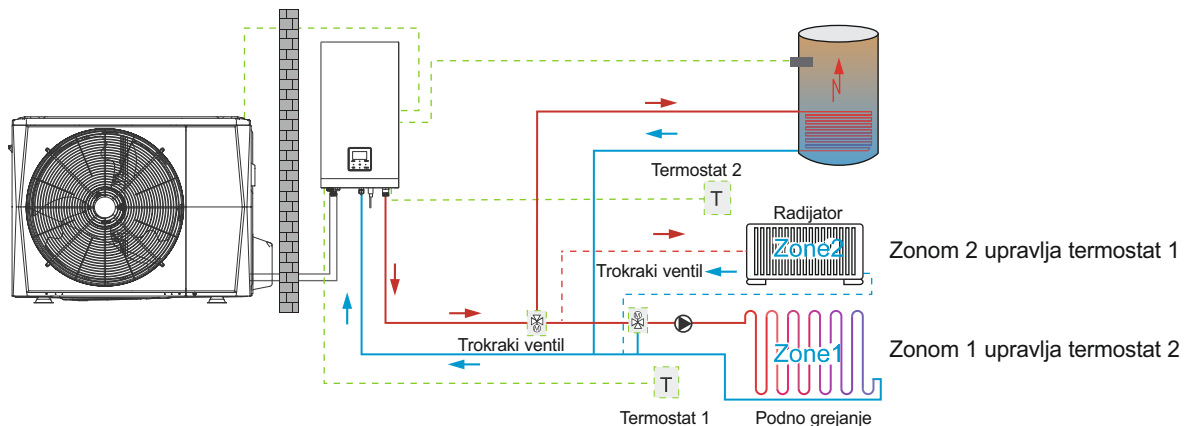 Termostat 2
T
Radijator
Zone2
Zonom 2 upravlja termostat 1
Trokraki ventil
M
M
Trokraki ventil
Zone1
Zonom 1 upravlja termostat 2
T
Termostat 1
Podno grejanje